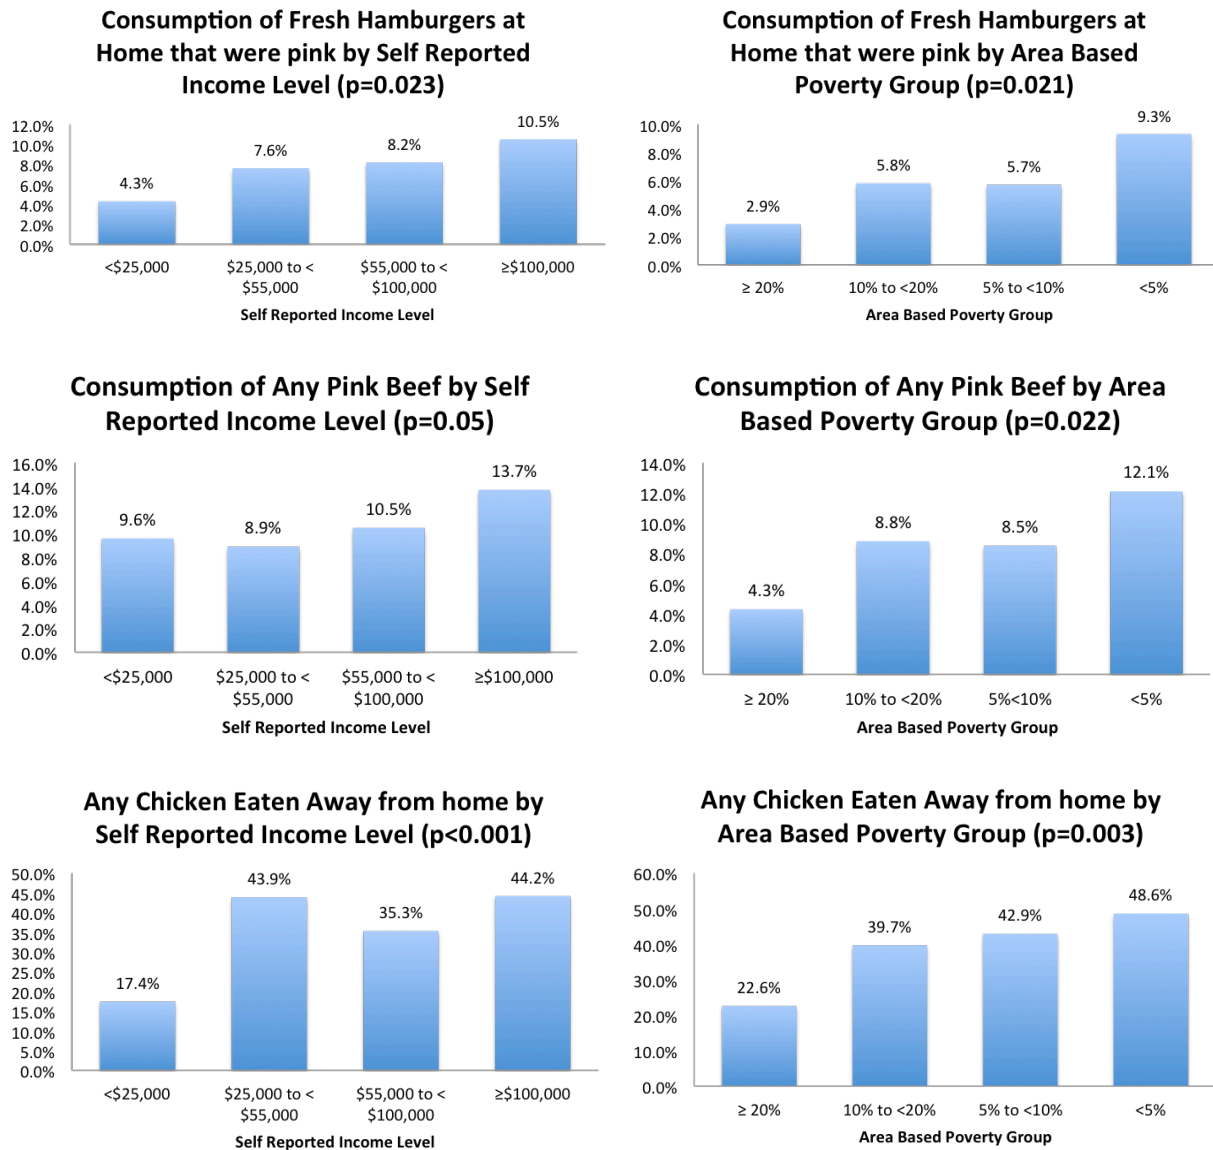 Consumption of Fresh Hamburgers at
Home that were pink by Self Reported
Income Level (p=0.023)
12.0%
10.0%
8.0%
6.0%
4.0%
2.0%
0.0%
4.3%
7.6%
8.2%
10.5%
<$25,000
$25,000 to <
$55,000
$55,000 to <
$100,000
≥$100,000
Self Reported Income Level
Consumption of Fresh Hamburgers at
Home that were pink by Area Based
Poverty Group (p=0.021)
10.0%
8.0%
6.0%
4.0%
2.0%
0.0%
2.9%
5.8%
5.7%
9.3%
≥ 20%
10% to <20%
5% to <10%
<5%
Area Based Poverty Group
Consumption of Any Pink Beef by Self
Reported Income Level (p=0.05)
16.0%
14.0%
12.0%
10.0%
8.0%
6.0%
4.0%
2.0%
0.0%
9.6%
8.9%
10.5%
13.7%
<$25,000
$25,000 to <
$55,000
$55,000 to <
$100,000
≥$100,000
Self Reported Income Level
Consumption of Any Pink Beef by Area
Based Poverty Group (p=0.022)
14.0%
12.0%
10.0%
8.0%
6.0%
4.0%
2.0%
0.0%
4.3%
8.8%
8.5%
12.1%
≥ 20%
10% to <20%
5%<10%
<5%
Area Based Poverty Group
Any Chicken Eaten Away from home by
Self Reported Income Level (p<0.001)
50.0%
45.0%
40.0%
35.0%
30.0%
25.0%
20.0%
15.0%
10.0%
5.0%
0.0%
17.4%
43.9%
35.3%
44.2%
<$25,000
$25,000 to <
$55,000
$55,000 to <
$100,000
≥$100,000
Self Reported Income Level
Any Chicken Eaten Away from home by
Area Based Poverty Group (p=0.003)
60.0%
50.0%
40.0%
30.0%
20.0%
10.0%
0.0%
22.6%
39.7%
42.9%
48.6%
≥ 20%
10% to <20%
5% to <10%
<5%
Area Based Poverty Group